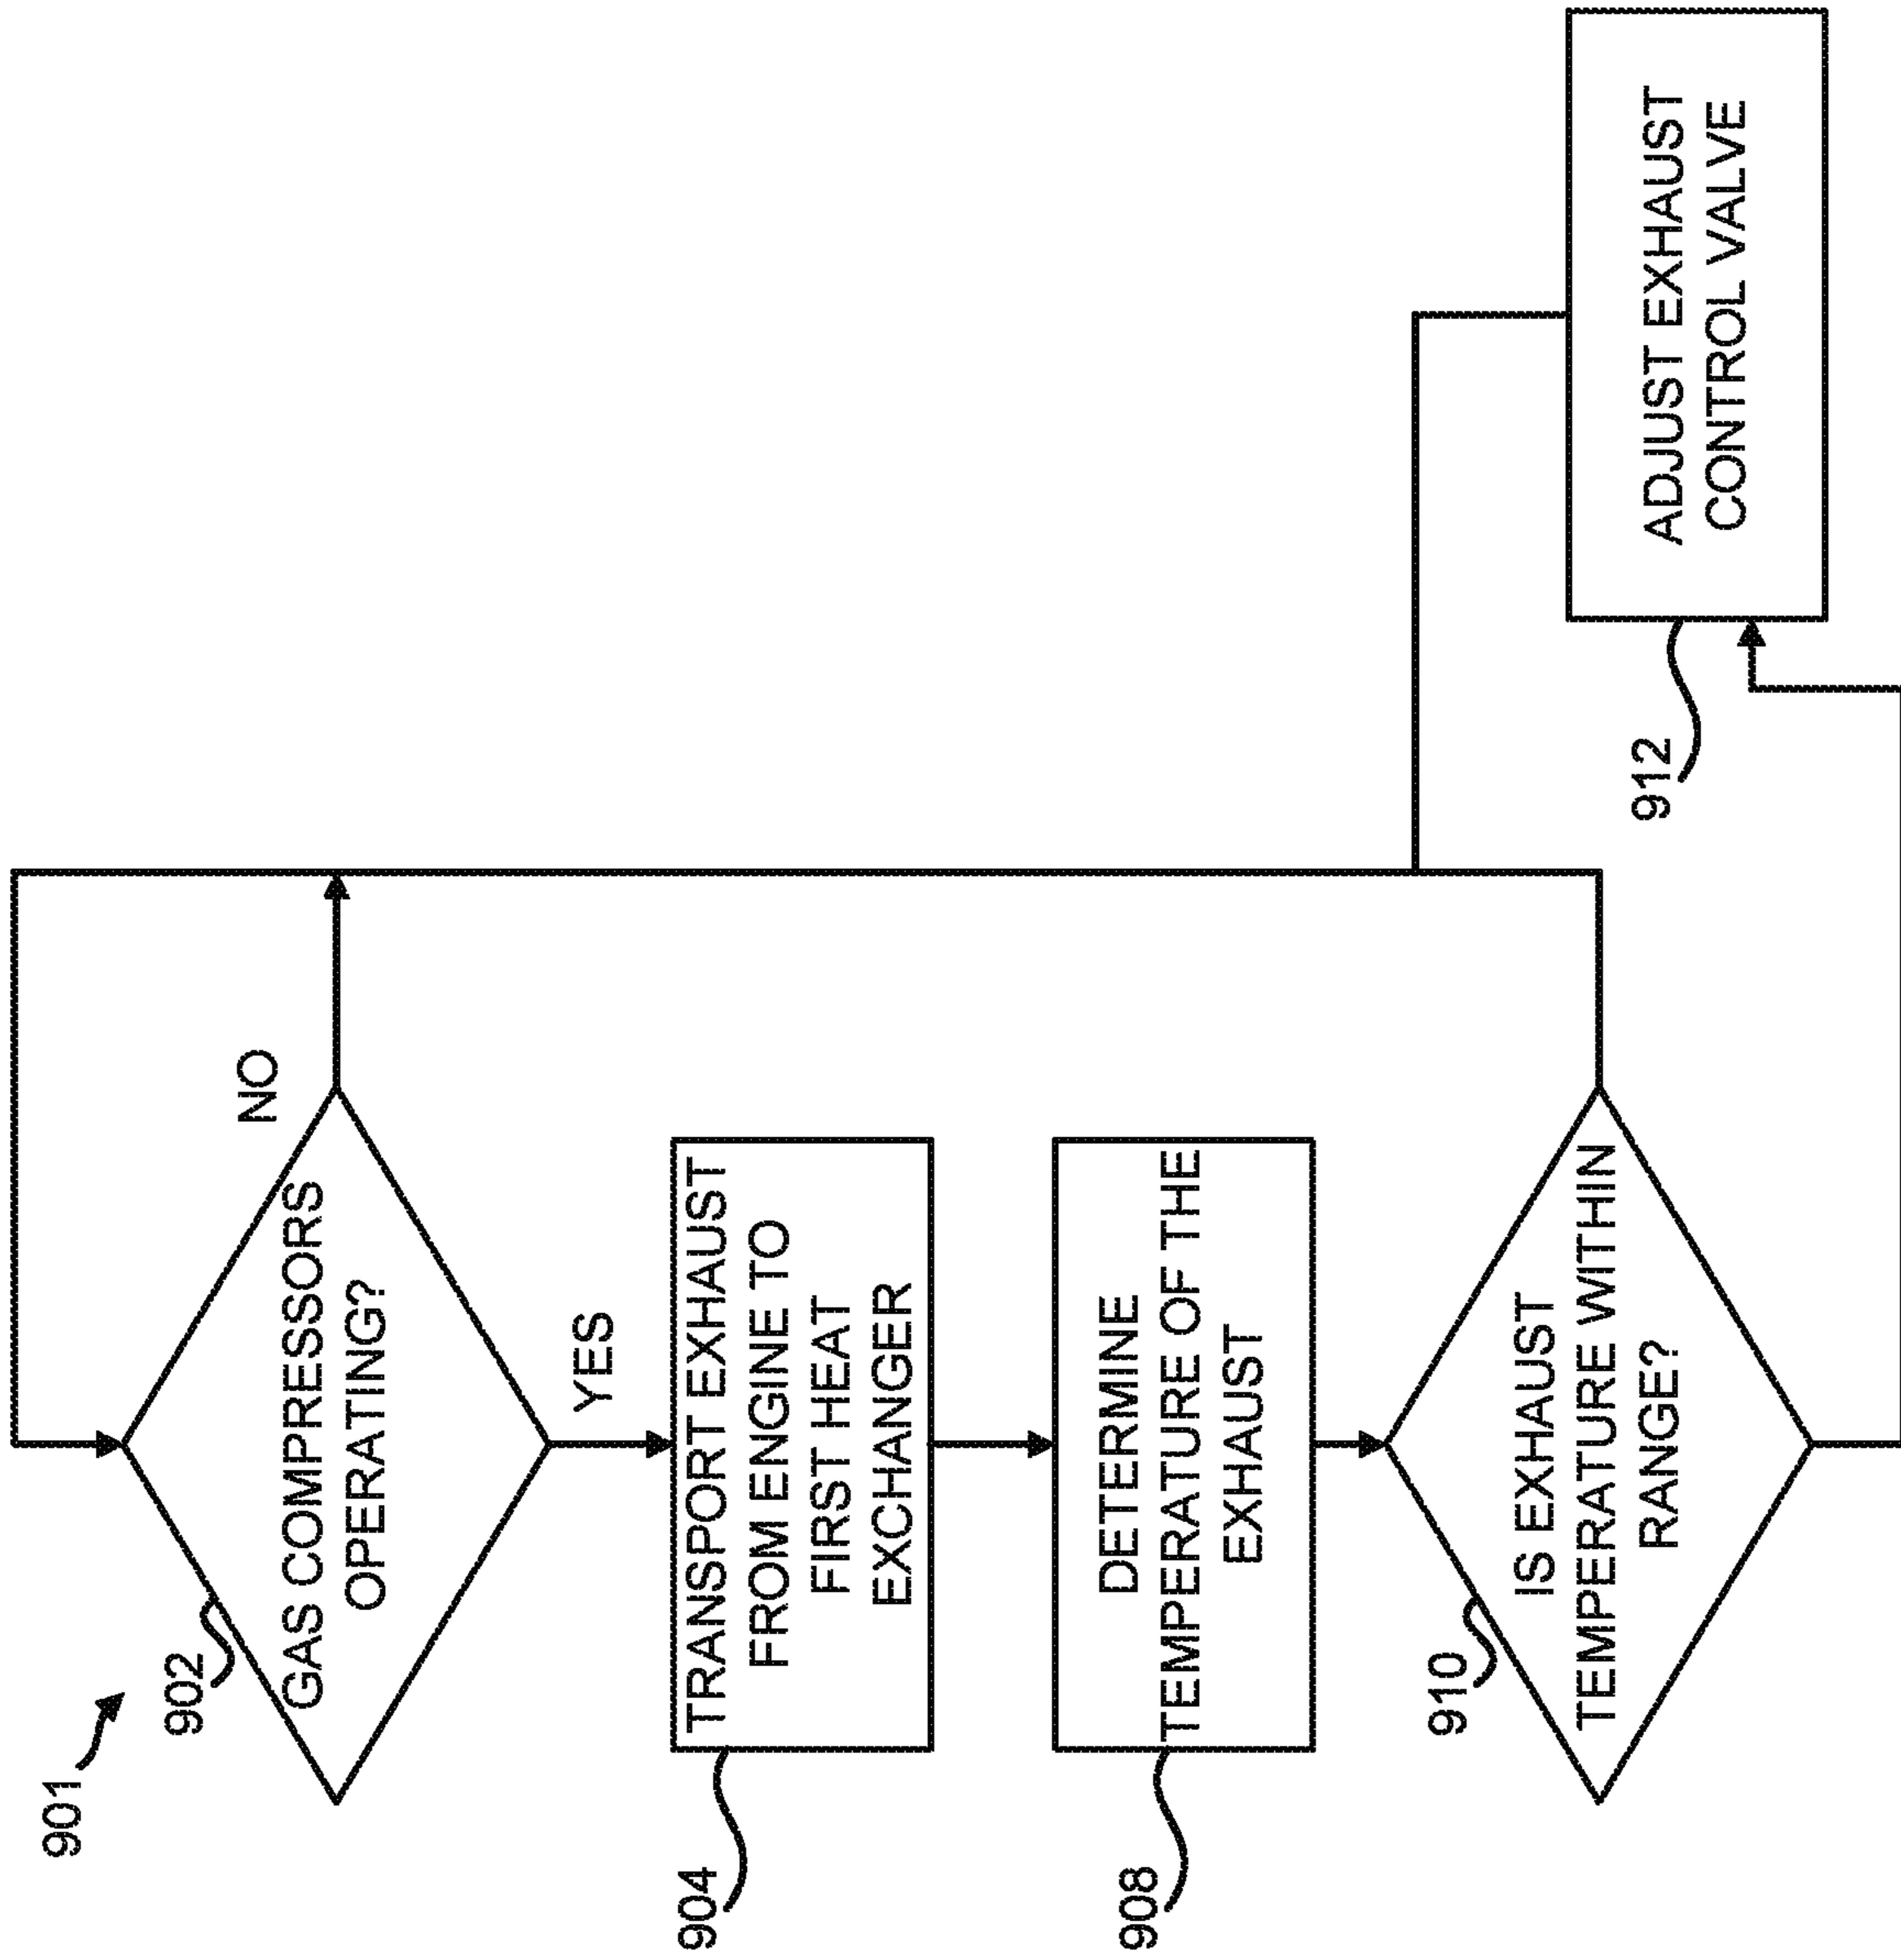 901
902
GAS COMPRESSORS
OPERATING?
NO
YES
904
TRANSPORT EXHAUST
FROM ENGINE TO
FIRST HEAT
EXCHANGER
908
DETERMINE
TEMPERATURE OF THE
EXHAUST
910
IS EXHAUST
TEMPERATURE WITHIN
RANGE?
912
ADJUST EXHAUST
CONTROL VALVE